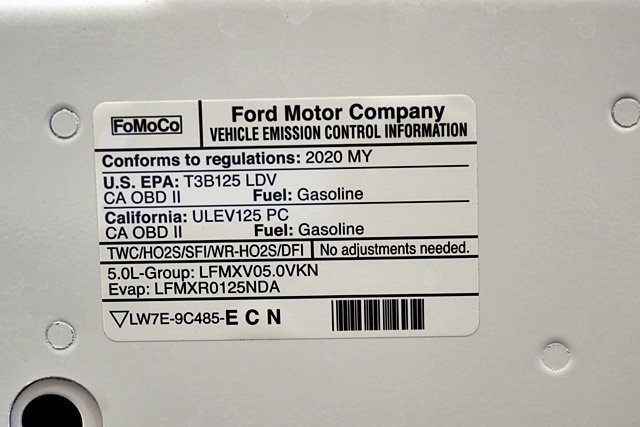 FoMoCo
Ford Motor Company
VEHICLE EMISSION CONTROL INFORMATION
Conforms to regulations: 2020 MY
U.S. EPA: T3B125 LDV
CA OBD II Fuel: Gasoline
California: ULEV125 PC
CA OBD II Fuel: Gasoline
TWC/HO2S/SFI/WR-HO2S/DFI No adjustments needed.
5.0L-Group: LFMXV05.0VKN
Evap: LFMXR0125NDA
▽LW7E-9C485-E C N